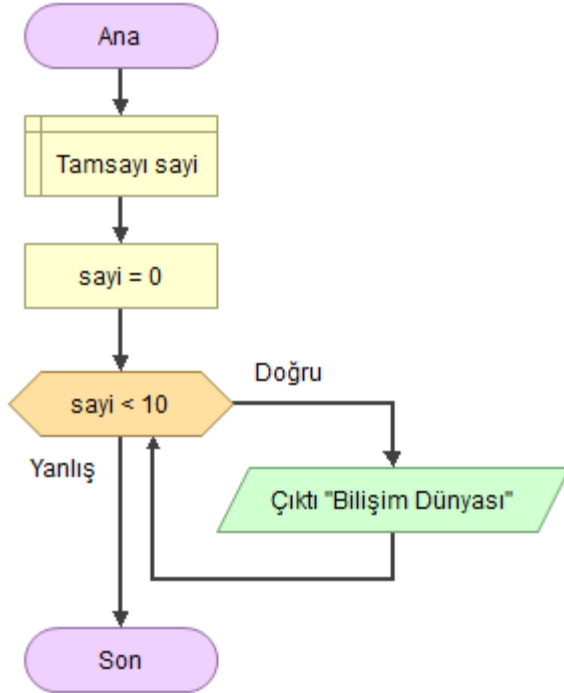 Ana
Tamsayı sayi
sayi = 0
sayi < 10
Doğru
Yanlış
Çıktı "Bilişim Dünyası"
Son